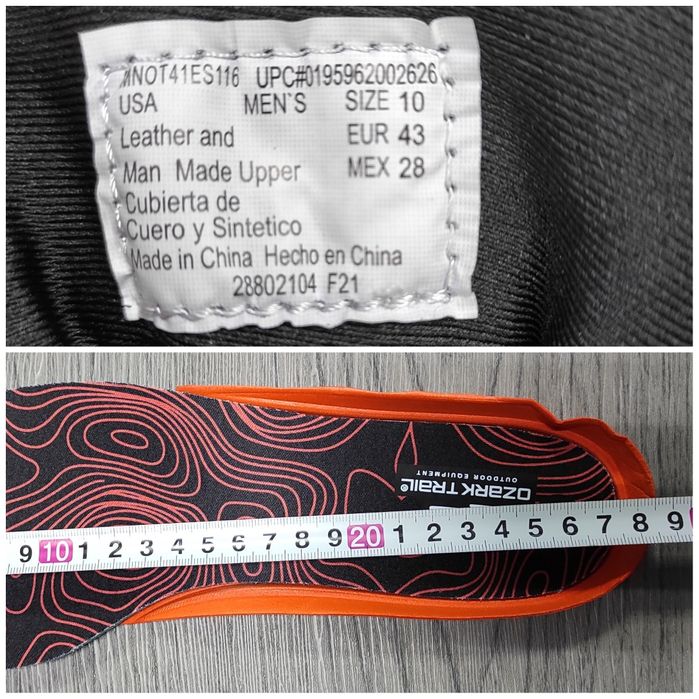 MNOT41ES116 UPC#0195962002626
USA MEN'S SIZE 10
Leather and EUR 43
Man Made Upper MEX 28
Cubierta de
Cuero y Sintetico
Made in China Hecho en China
28802104 F21
OZARK TRAIL®
OUTDOOR EQUIPMENT
9 10 1 2 3 4 5 6 7 8 9 20 1 2 3 4 5 6 7 8 9